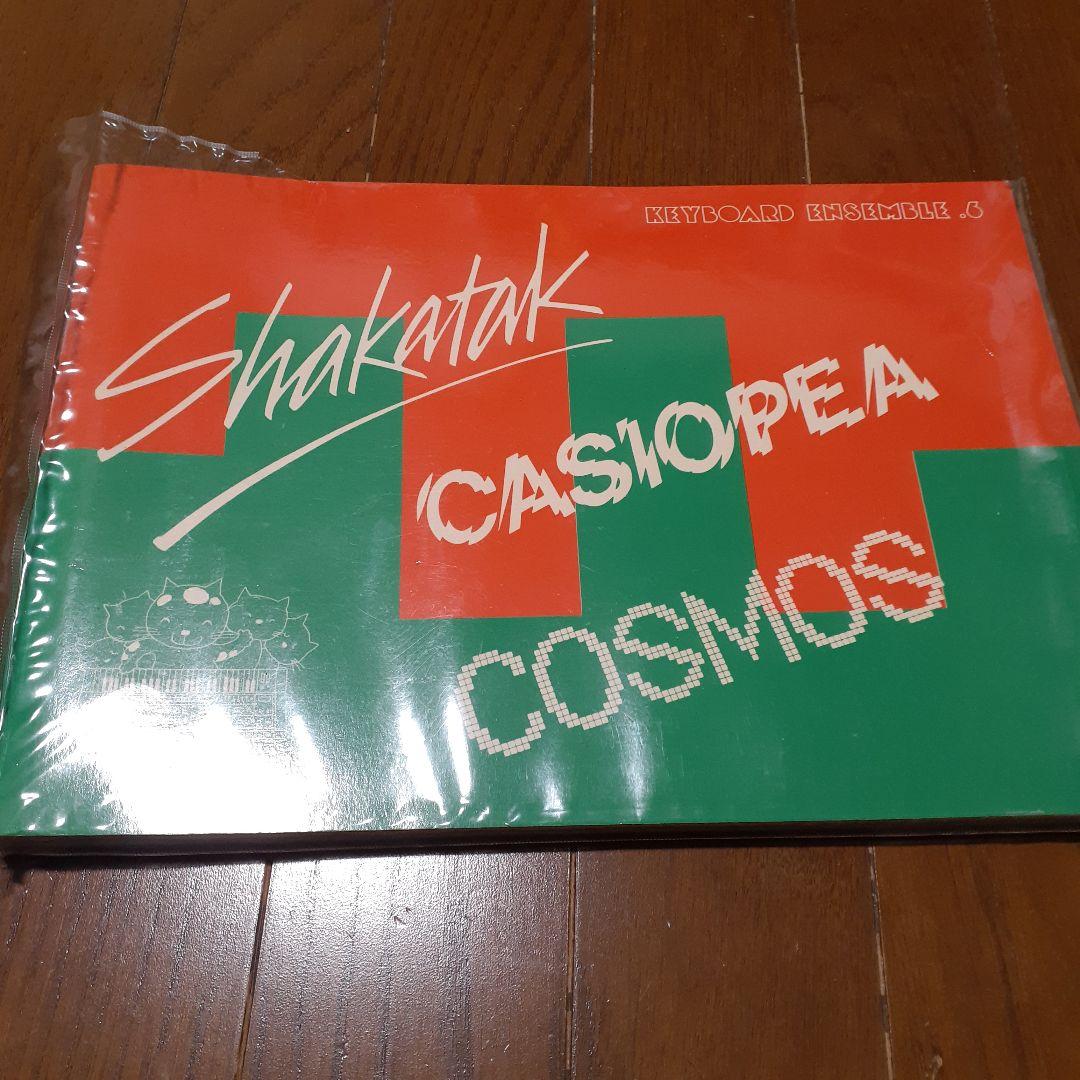 KEYBOARD ENSEMBLE .6
Shakatak
CASIOPEA
COSMOS